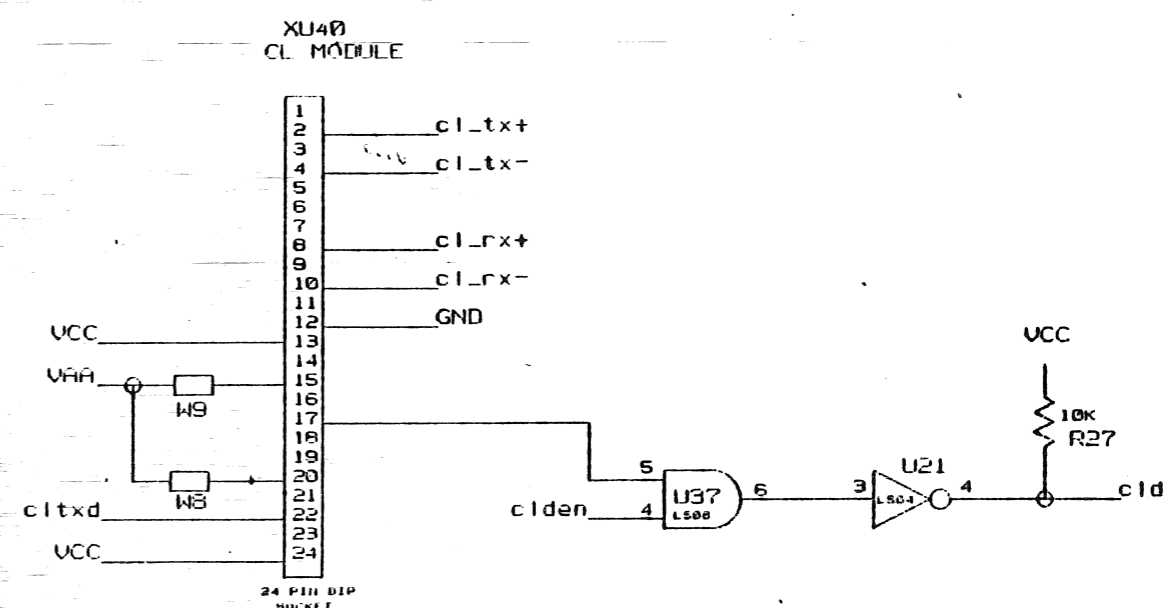 XU40
CL MODULE
1
2
3
4
5
6
7
8
9
10
11
12
13
14
15
16
17
18
19
20
21
22
23
24
cl_tx+
cl_tx-
cl_rx+
cl_rx-
GND
VCC
VAA
W9
W8
cltxd
VCC
24 PIN DIP
SOCKET
clden
5
4
U37
LS08
6
3
U21
LS04
4
VCC
10K
R27
cld